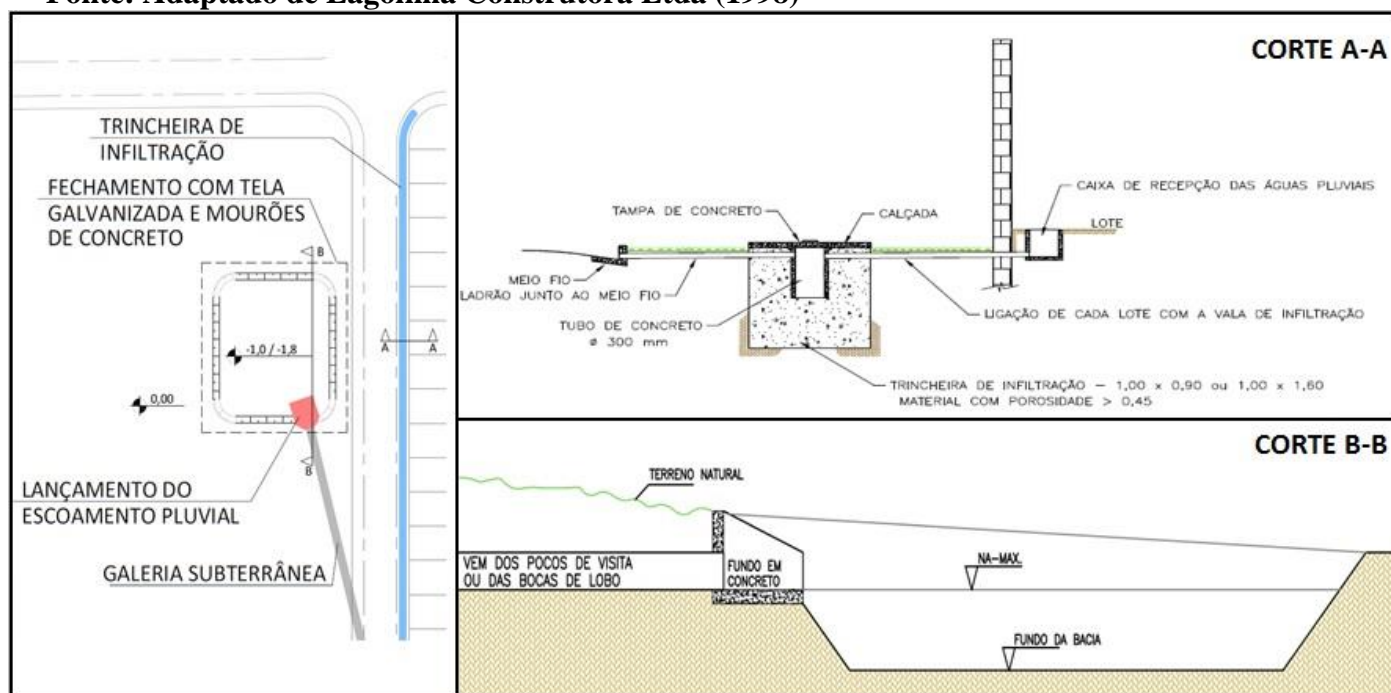 Fonte: Adaptado de Lagoinha Construtora Ltda (1998)
TRINCHEIRA DE
INFILTRAÇÃO
FECHAMENTO COM TELA
GALVANIZADA E MOURÕES
DE CONCRETO
B
-1,0 / -1,8
0,00
A
A
B
LANÇAMENTO DO
ESCOAMENTO PLUVIAL
GALERIA SUBTERRÂNEA
CORTE A-A
CAIXA DE RECEPÇÃO DAS ÁGUAS PLUVIAIS
TAMPA DE CONCRETO
CALÇADA
LOTE
MEIO FIO
LADRÃO JUNTO AO MEIO FIO
LIGAÇÃO DE CADA LOTE COM A VALA DE INFILTRAÇÃO
TUBO DE CONCRETO
ø 300 mm
TRINCHEIRA DE INFILTRAÇÃO – 1,00 x 0,90 ou 1,00 x 1,60
MATERIAL COM POROSIDADE > 0,45
CORTE B-B
TERRENO NATURAL
VEM DOS POCOS DE VISITA
OU DAS BOCAS DE LOBO
FUNDO EM
CONCRETO
NA-MAX.
FUNDO DA BACIA